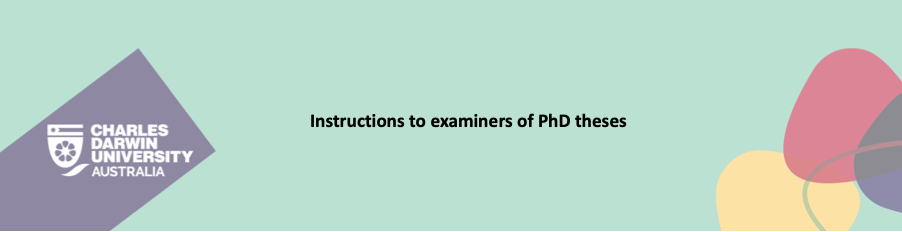 Instructions to examiners of PhD theses
CHARLES
DARWIN
UNIVERSITY
AUSTRALIA